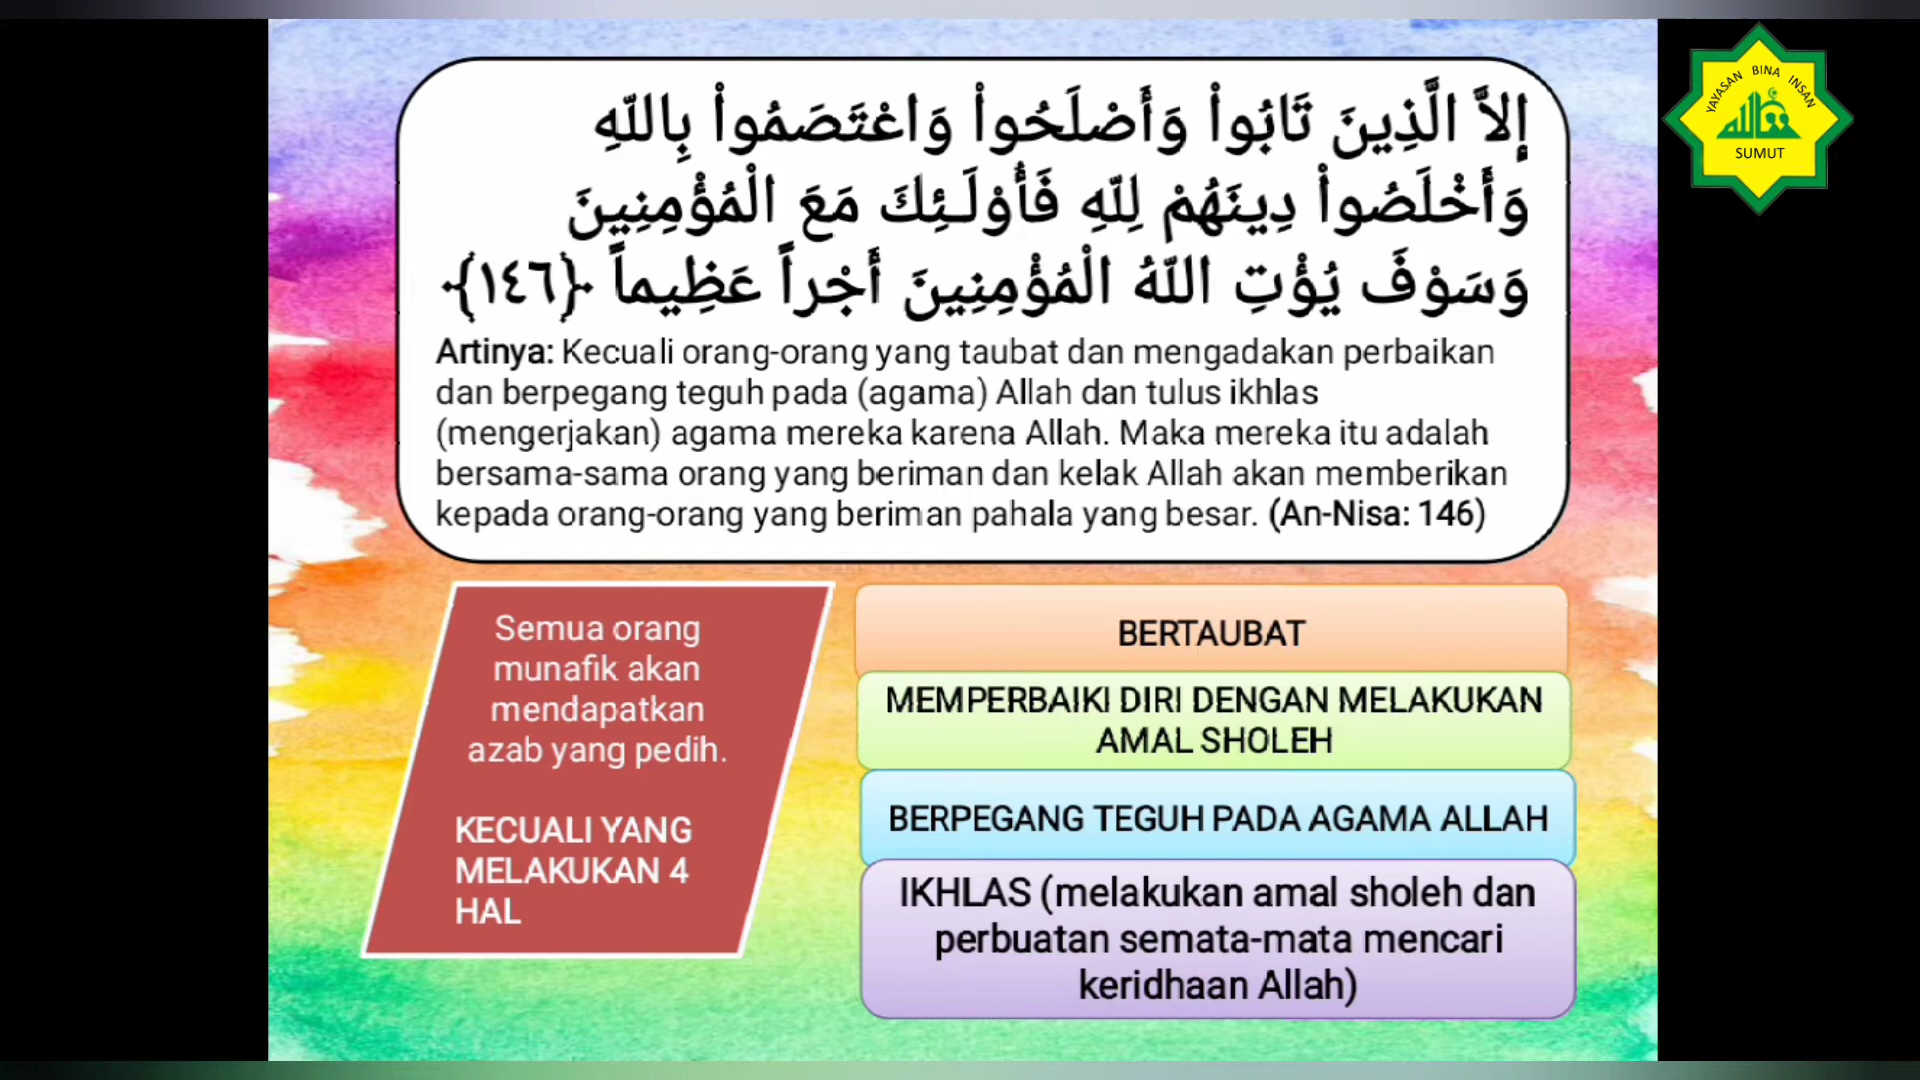 إِلاَّ الَّذِينَ تَابُواْ وَأَصْلَحُواْ وَاعْتَصَمُواْ بِاللّهِ
وَأَخْلَصُواْ دِينَهُمْ لِلّهِ فَأُوْلَـئِكَ مَعَ الْمُؤْمِنِينَ
وَسَوْفَ يُؤْتِ اللّهُ الْمُؤْمِنِينَ أَجْراً عَظِيماً ﴿١٤٦﴾
Artinya: Kecuali orang-orang yang taubat dan mengadakan perbaikan
dan berpegang teguh pada (agama) Allah dan tulus ikhlas
(mengerjakan) agama mereka karena Allah. Maka mereka itu adalah
bersama-sama orang yang beriman dan kelak Allah akan memberikan
kepada orang-orang yang beriman pahala yang besar. (An-Nisa: 146)
Semua orang
munafik akan
mendapatkan
azab yang pedih.
KECUALI YANG
MELAKUKAN 4
HAL
BERTAUBAT
MEMPERBAIKI DIRI DENGAN MELAKUKAN
AMAL SHOLEH
BERPEGANG TEGUH PADA AGAMA ALLAH
IKHLAS (melakukan amal sholeh dan
perbuatan semata-mata mencari
keridhaan Allah)
YAYASAN BINA INSAN
SUMUT